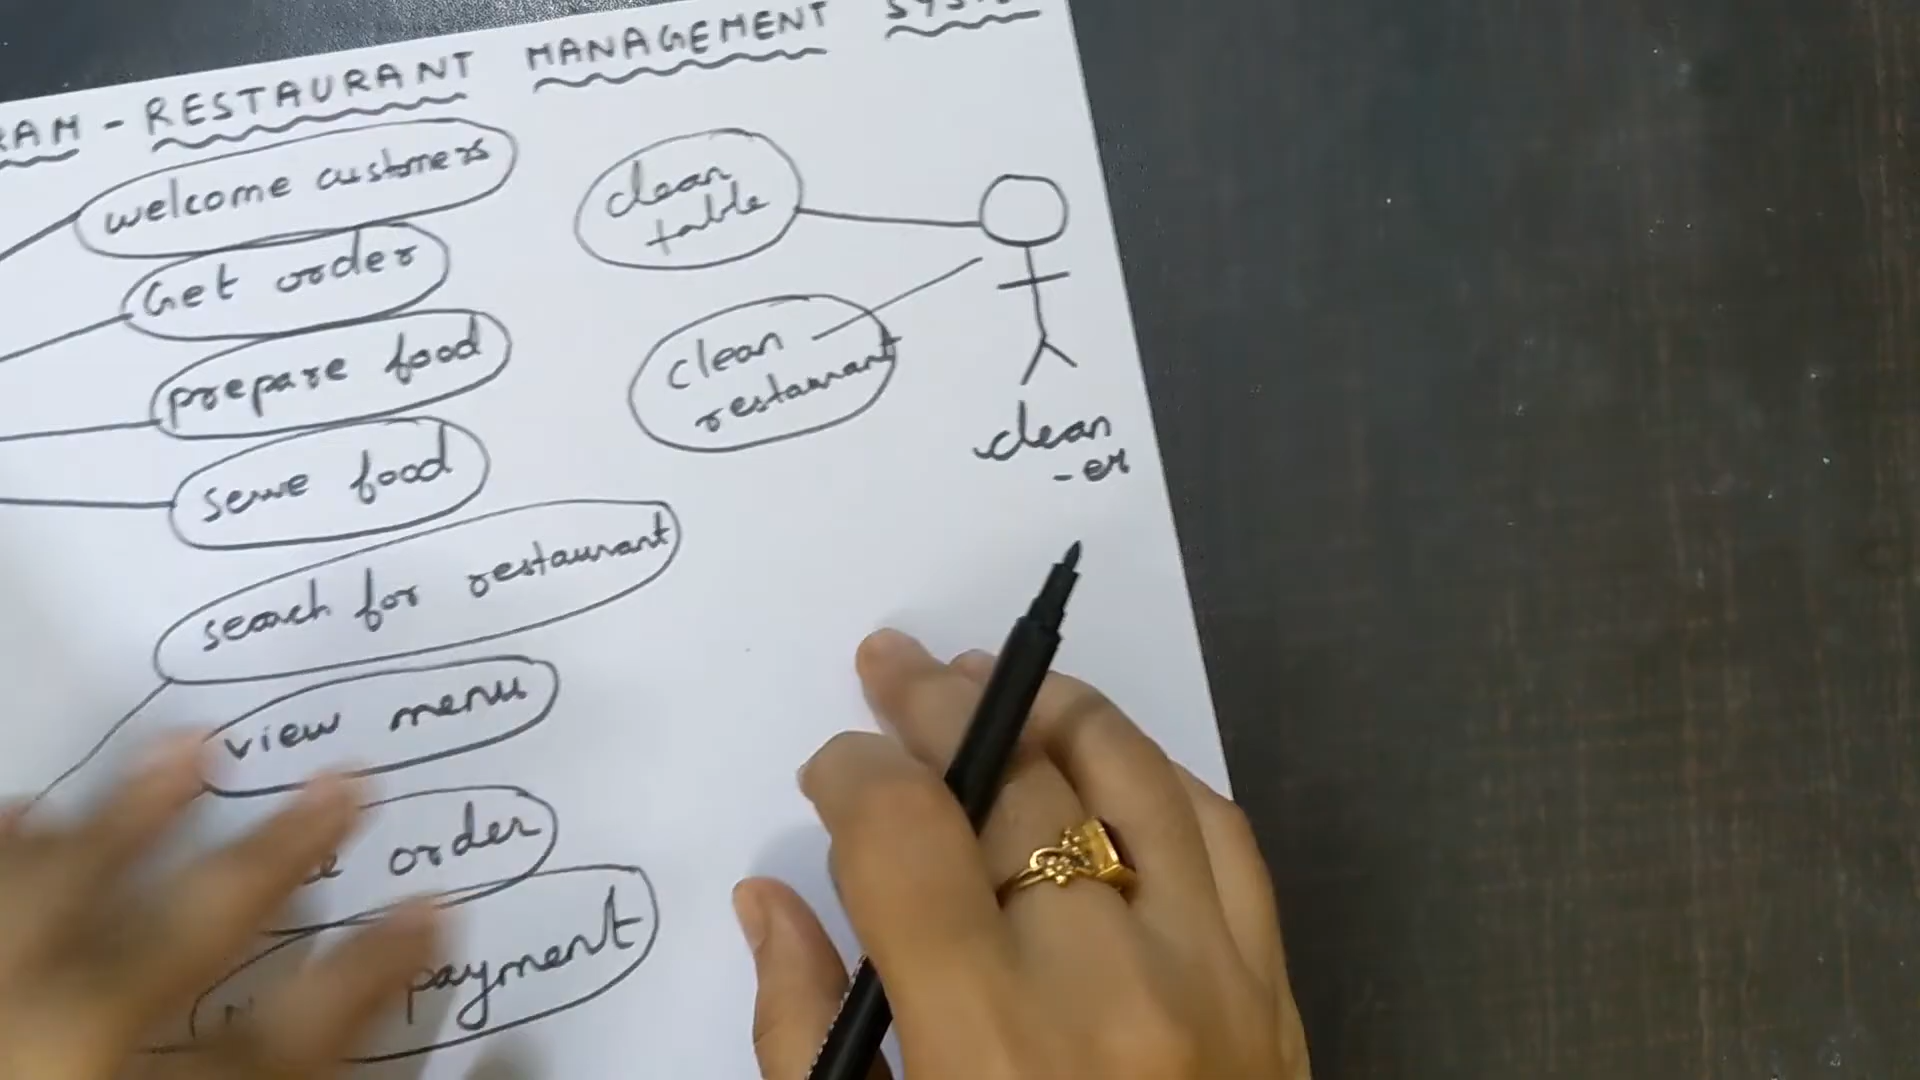 RAM - RESTAURANT MANAGEMENT
welcome customers
Get order
prepare food
serve food
search for restaurant
view menu
order
payment
clean
table
clean
restaurant
clean
-er